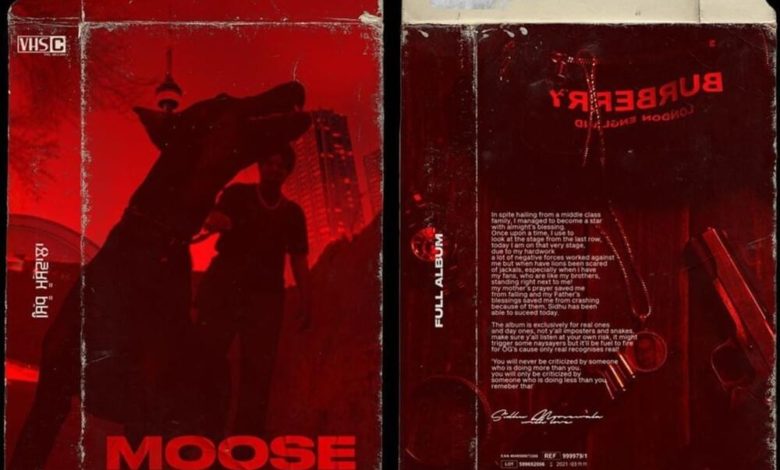 VHS C
ਸਿੱਧੂ ਮੂਸੇਵਾਲਾ
MOOSE
BURBERRY
LONDON ENGLAND
FULL ALBUM
In spite hailing from a middle class
family, I managed to become a star
with almight's blessing.
Once upon a time, I use to
look at the stage from the last row,
today I am on that very stage,
due to my hardwork
a lot of negative forces worked against
me but when have lions been scared
of jackals, especially when I have
my fans, who are like my brothers,
standing right next to me!
my mother's prayer saved me
from falling and my Father's
blessings saved me from crashing
because of them, Sidhu has been
able to suceed today.
The album is exclusively for real ones
and day ones, not y'all imposters and snakes,
make sure y'all listen at your own risk, it might
trigger some naysayers but it'll be fuel to fire
for OG's cause only real recognises real!
'You will never be criticized by someone
who is doing more than you.
you will only be criticized by
someone who is doing less than you
remeber that
Sidhu Moosewala
with love
REF 999979/1
LOT 599652056